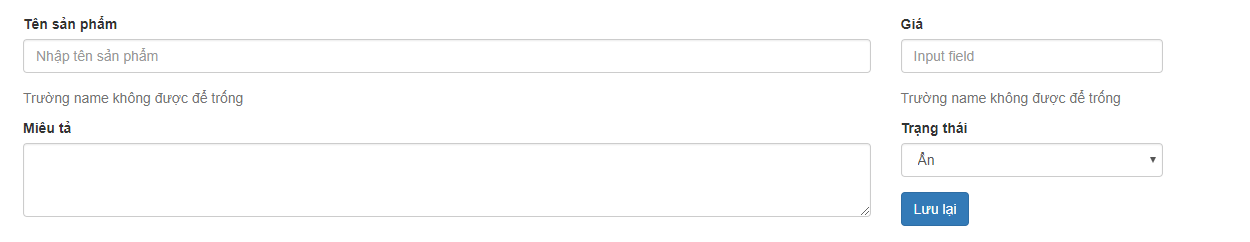 Tên sản phẩm
Nhập tên sản phẩm
Trường name không được để trống
Miêu tả
Giá
Input field
Trường name không được để trống
Trạng thái
Ẩn
Lưu lại